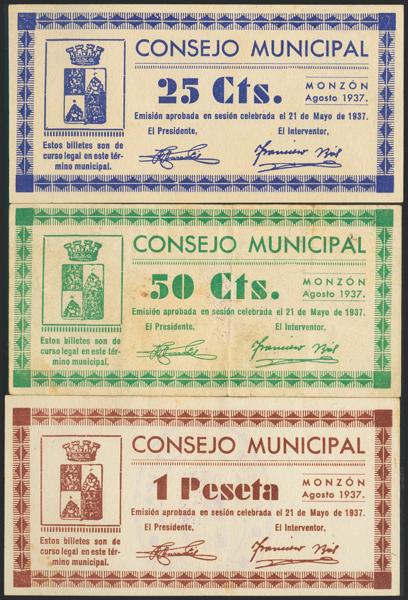 CONSEJO MUNICIPAL
25 Cts.
MONZÓN
Agosto 1937.
Emisión aprobada en sesión celebrada el 21 de Mayo de 1937.
El Presidente,
El Interventor,
Francisco
Estos billetes son de
curso legal en este tér-
mino municipal.
CONSEJO MUNICIPAL
50 Cts.
MONZÓN
Agosto 1937.
Emisión aprobada en sesión celebrada el 21 de Mayo de 1937.
El Presidente,
El Interventor,
Francisco
Estos billetes son de
curso legal en este tér-
mino municipal.
CONSEJO MUNICIPAL
1 Peseta
MONZÓN
Agosto 1937.
Emisión aprobada en sesión celebrada el 21 de Mayo de 1937.
El Presidente,
El Interventor,
Francisco
Estos billetes son de
curso legal en este tér-
mino municipal.